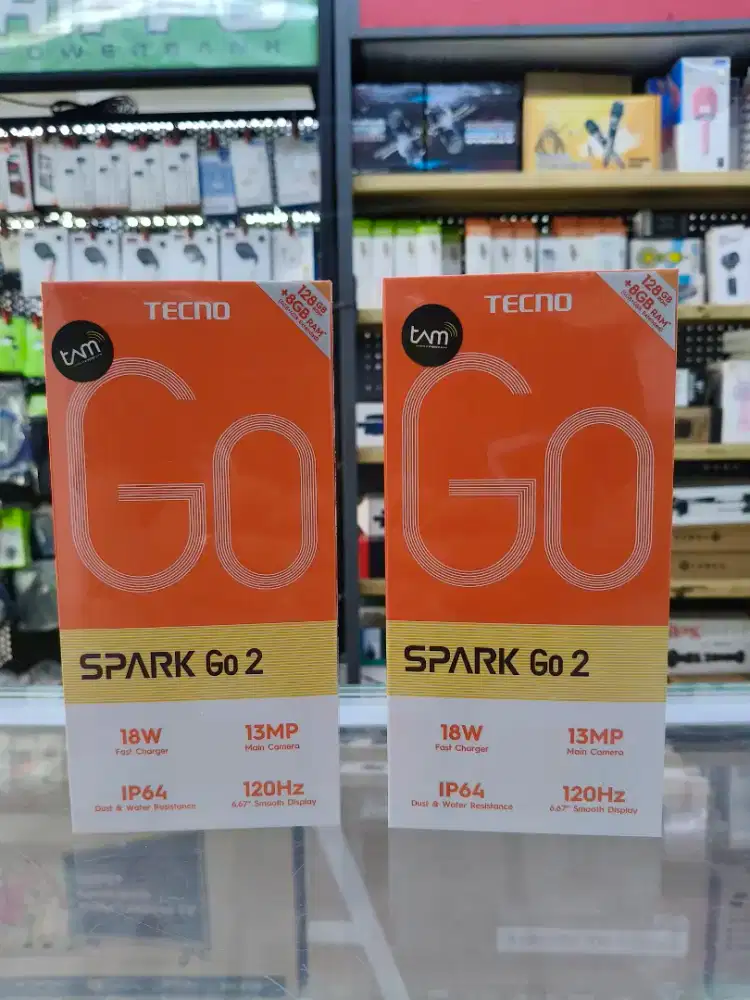 POWERBANK
TECNO
128GB
+8GB RAM*
tam
Go
SPARK Go 2
18W
Fast Charger
13MP
Main Camera
IP64
Dust & Water Resistance
120Hz
6.67" Smooth Display
TECNO
128GB
+8GB RAM*
tam
Go
SPARK Go 2
18W
Fast Charger
13MP
Main Camera
IP64
Dust & Water Resistance
120Hz
6.67" Smooth Display